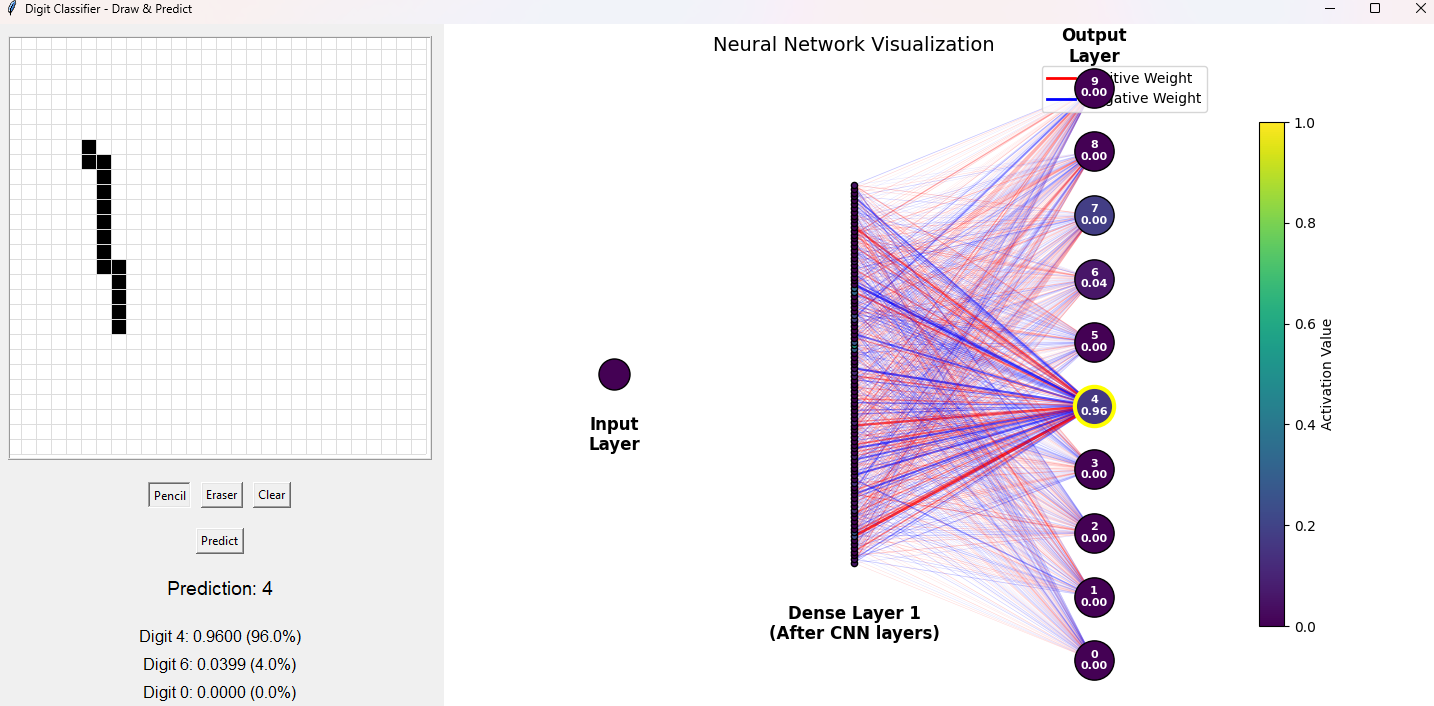 Digit Classifier - Draw & Predict
Pencil
Eraser
Clear
Predict
Prediction: 4
Digit 4: 0.9600 (96.0%)
Digit 6: 0.0399 (4.0%)
Digit 0: 0.0000 (0.0%)
Neural Network Visualization
Output
Layer
itive Weight
gative Weight
9
0.00
8
0.00
7
0.00
6
0.04
5
0.00
4
0.96
3
0.00
2
0.00
1
0.00
0
0.00
Input
Layer
Dense Layer 1
(After CNN layers)
1.0
0.8
0.6
0.4
0.2
0.0
Activation Value